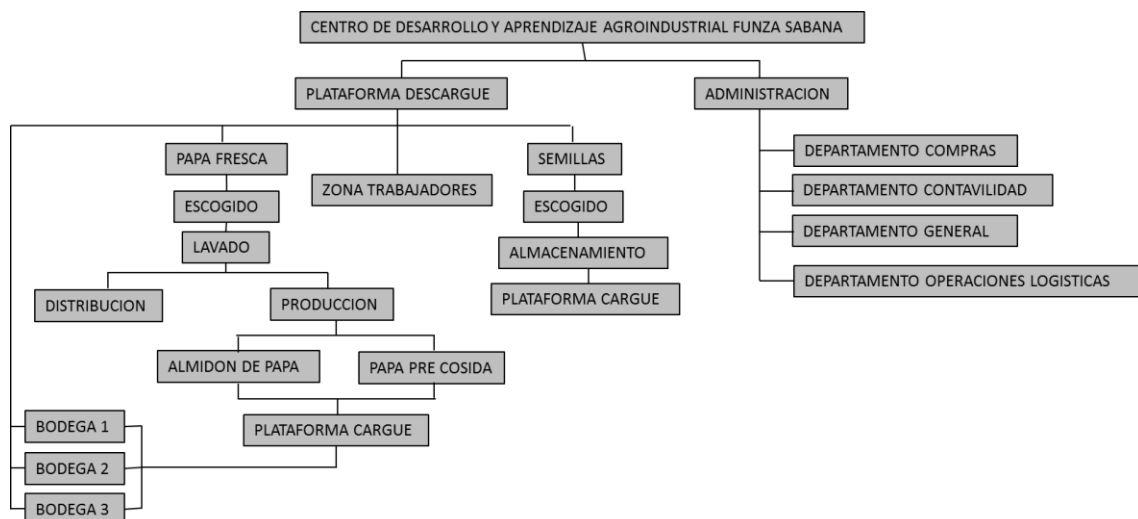 CENTRO DE DESARROLLO Y APRENDIZAJE AGROINDUSTRIAL FUNZA SABANA
PLATAFORMA DESCARGUE
ADMINISTRACION
PAPA FRESCA
ZONA TRABAJADORES
SEMILLAS
DEPARTAMENTO COMPRAS
DEPARTAMENTO CONTAVILIDAD
DEPARTAMENTO GENERAL
DEPARTAMENTO OPERACIONES LOGISTICAS
ESCOGIDO
ESCOGIDO
LAVADO
ALMACENAMIENTO
DISTRIBUCION
PRODUCCION
PLATAFORMA CARGUE
ALMIDON DE PAPA
PAPA PRE COSIDA
PLATAFORMA CARGUE
BODEGA 1
BODEGA 2
BODEGA 3